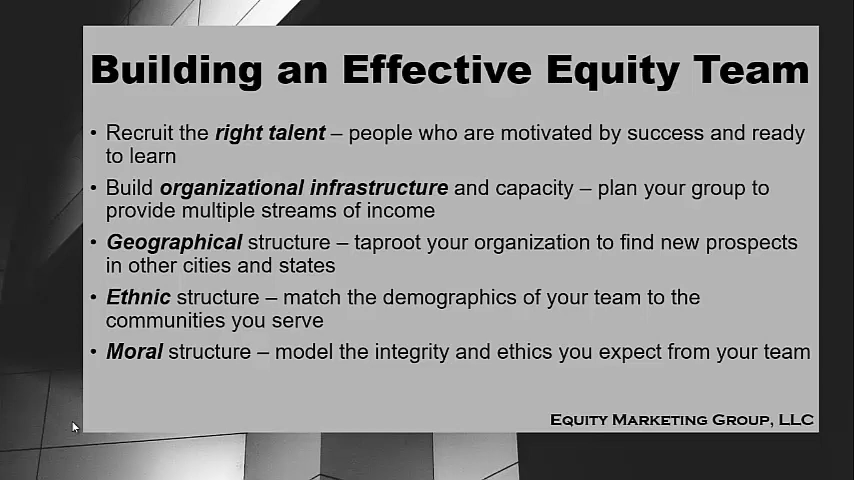 Building an Effective Equity Team
• Recruit the right talent – people who are motivated by success and ready
to learn
• Build organizational infrastructure and capacity – plan your group to
provide multiple streams of income
• Geographical structure – taproot your organization to find new prospects
in other cities and states
• Ethnic structure – match the demographics of your team to the
communities you serve
• Moral structure – model the integrity and ethics you expect from your team
Equity Marketing Group, LLC